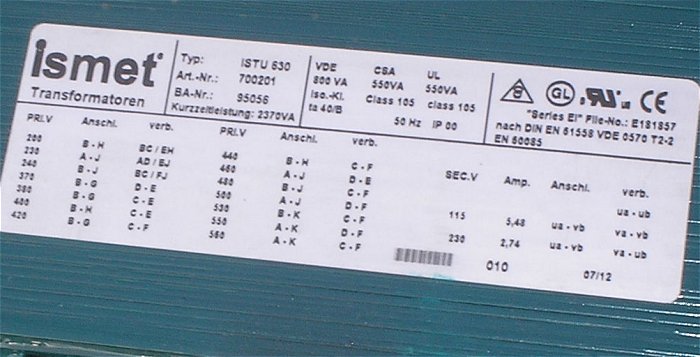 ismet
Transformatoren
Typ: ISTU 630
Art.-Nr.: 700201
BA-Nr.: 95056
Kurzzeitleistung: 2370VA
VDE CSA UL
800 VA 550VA 550VA
Iso.-Kl. Class 105 Class 105
ta 40/B 50 Hz IP 00
GL CE
"Series EI" File-No.: E181857
nach DIN EN 61558 VDE 0570 T2-2
EN 60085
PRI.V Anschl. verb.
200 B - H BC / EH
230 A - J AD / EJ
240 B - J BC / FJ
370 B - G D - E
380 B - G C - E
400 B - H C - E
420 B - G C - F
PRI.V Anschl. verb.
440 B - H C - F
460 A - J D - E
480 B - J C - F
500 A - J C - F
530 B - K C - F
550 A - K C - F
560 A - K C - F
SEC.V Amp. Anschl. verb.
115 5,48 ua - vb ua - ub
va - vb
230 2,74 ua - vb va - ub
010 07/12